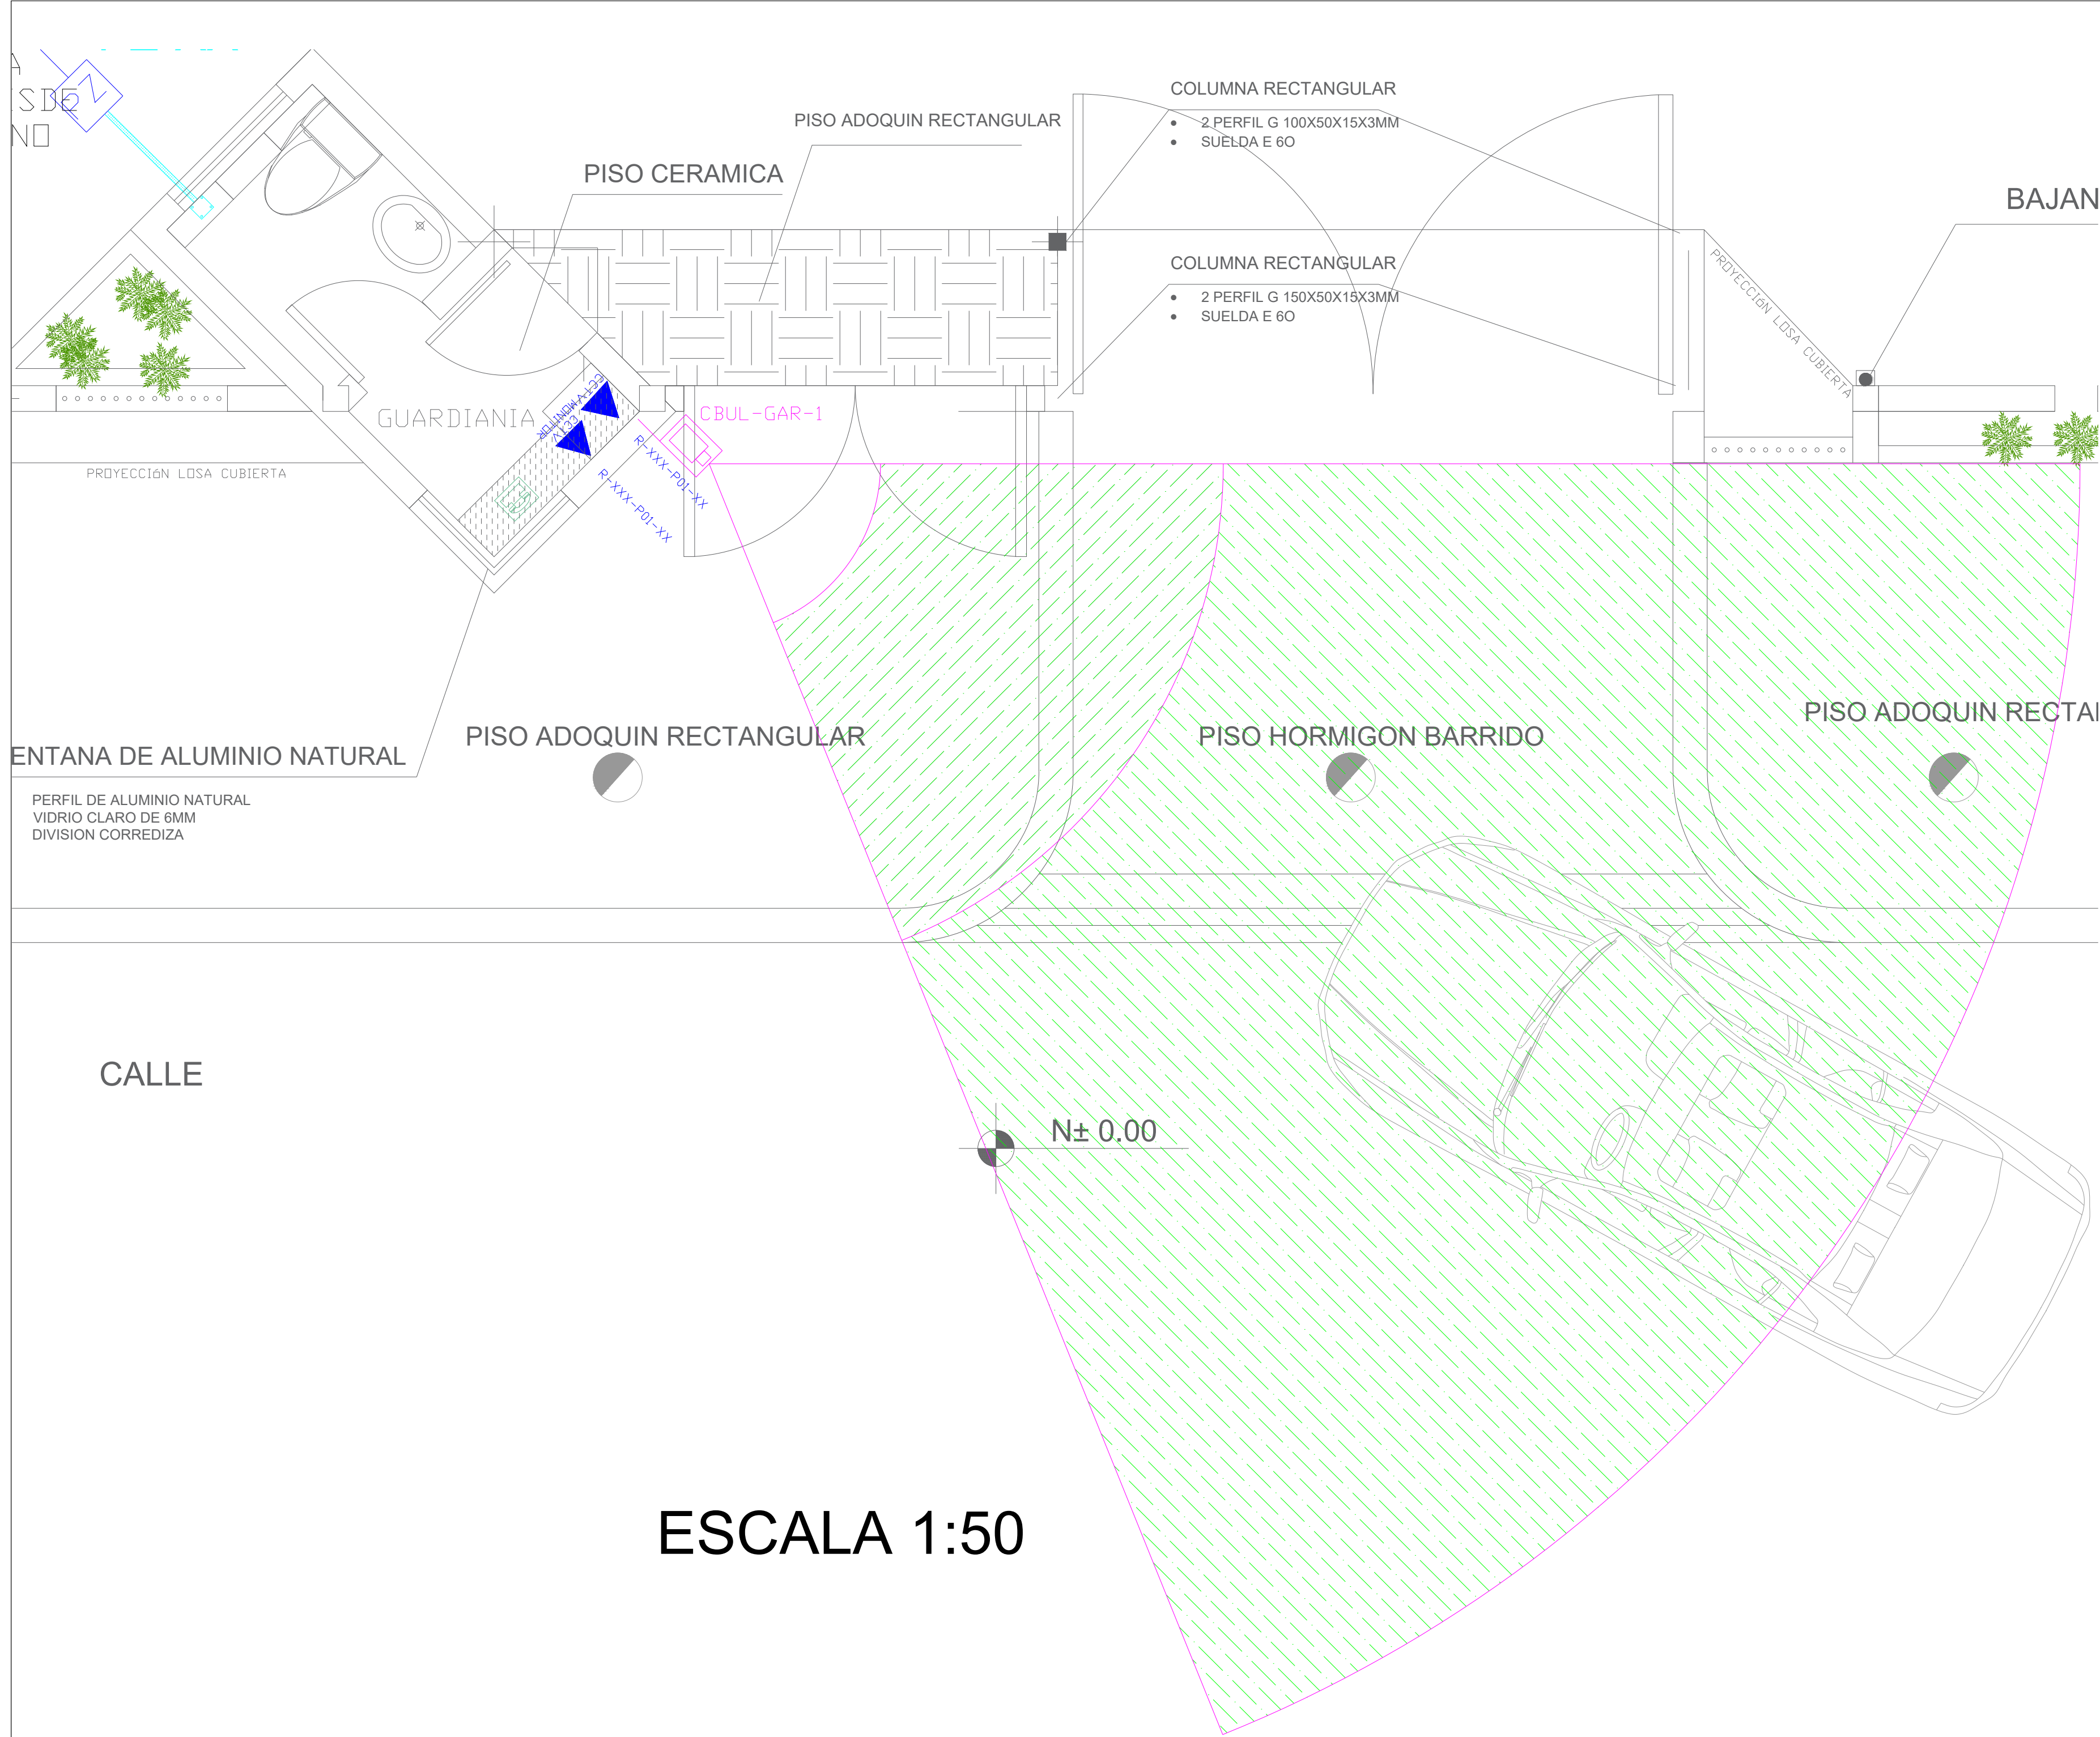 COLUMNA RECTANGULAR
2 PERFIL G 100X50X15X3MM
SUELDA E 6O
PISO ADOQUIN RECTANGULAR
PISO CERAMICA
BAJAN
COLUMNA RECTANGULAR
2 PERFIL G 150X50X15X3MM
SUELDA E 6O
PROYECCIóN LOSA CUBIERTA
GUARDIANIA
CCTV MONITOR
CCTV
CBUL-GAR-1
R-XXX-P01-XX
R-XXX-P01-XX
PROYECCIóN LOSA CUBIERTA
PISO ADOQUIN RECTANGULAR
PISO HORMIGON BARRIDO
PISO ADOQUIN RECTA
ENTANA DE ALUMINIO NATURAL
PERFIL DE ALUMINIO NATURAL
VIDRIO CLARO DE 6MM
DIVISION CORREDIZA
CALLE
N± 0.00
ESCALA 1:50